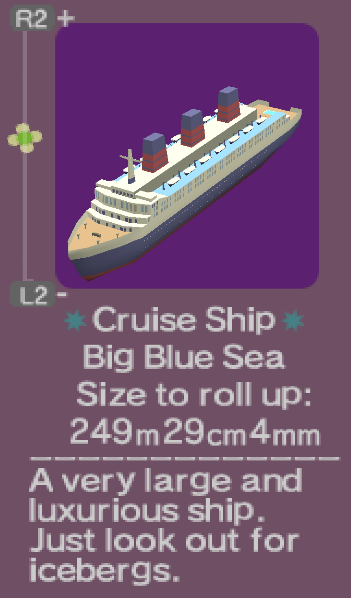 R2 +
L2 -
Cruise Ship
Big Blue Sea
Size to roll up:
249m29cm4mm
A very large and
luxurious ship.
Just look out for
icebergs.